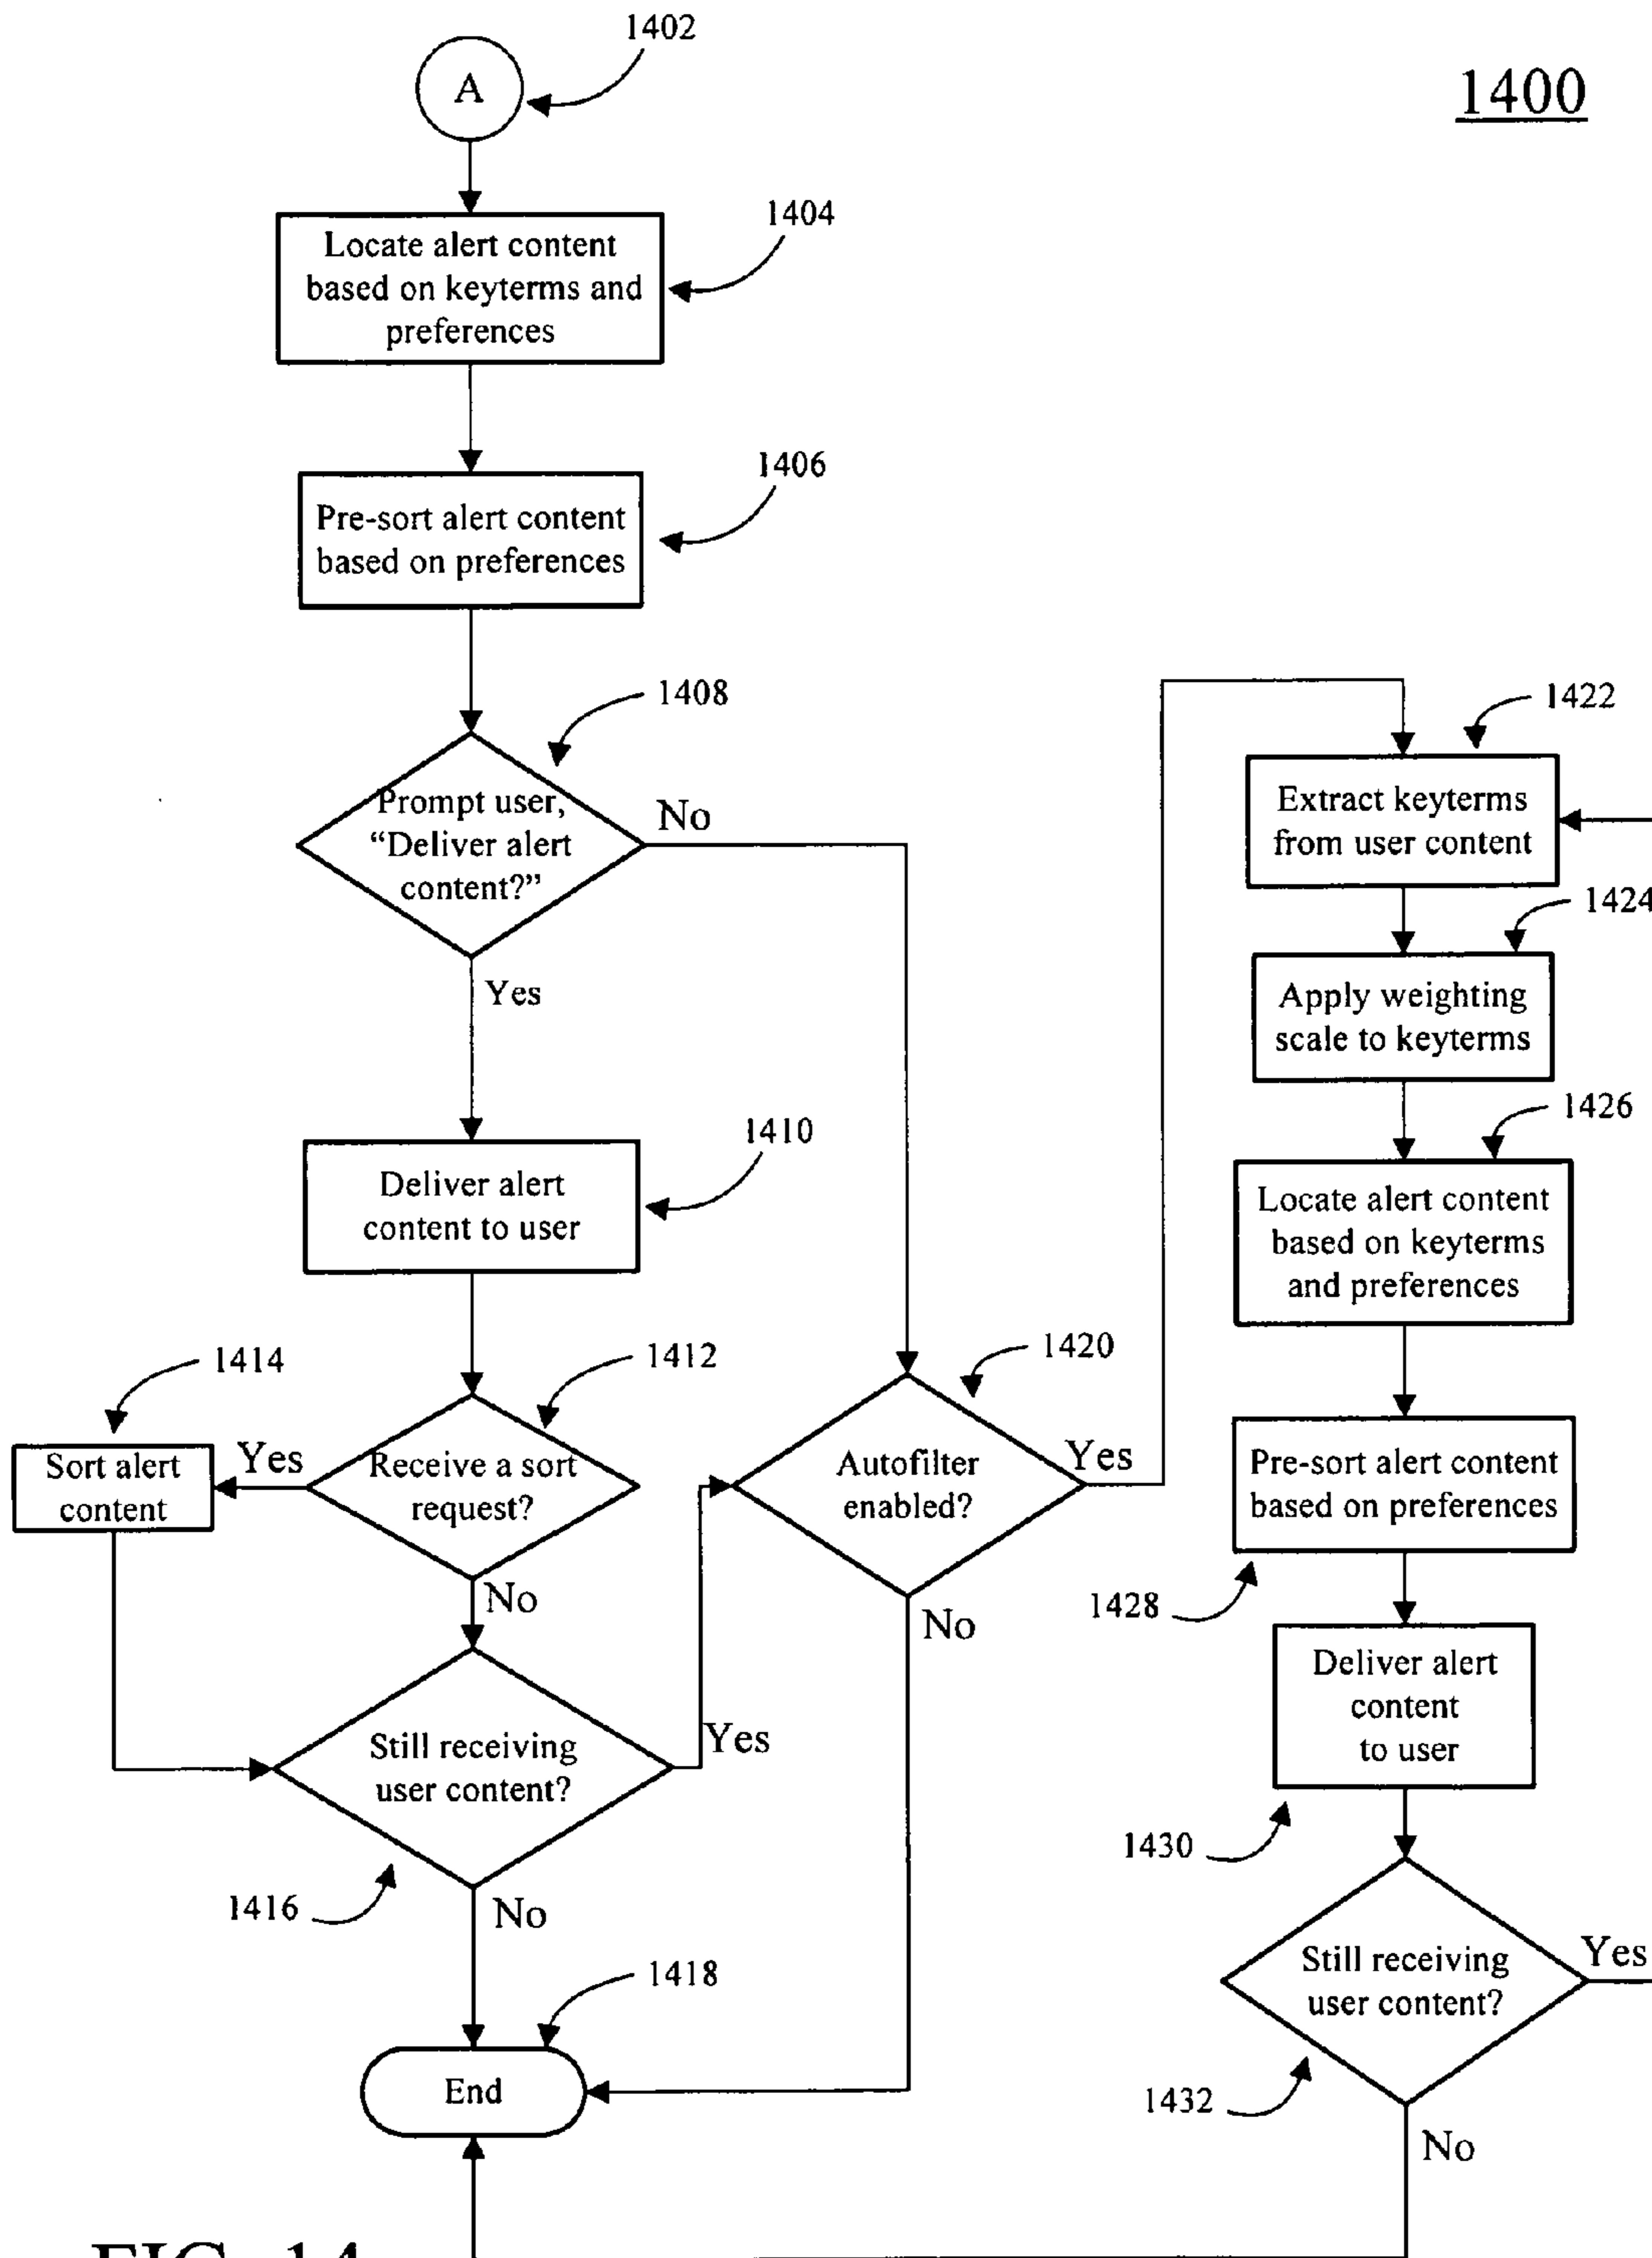 1402
A
1400
1404
Locate alert content
based on keyterms and
preferences
1406
Pre-sort alert content
based on preferences
1408
Prompt user,
“Deliver alert
content?”
No
Yes
1410
Deliver alert
content to user
1412
Receive a sort
request?
Yes
No
1414
Sort alert
content
Still receiving
user content?
Yes
No
1416
1418
End
1420
Autofilter
enabled?
Yes
No
1422
Extract keyterms
from user content
1424
Apply weighting
scale to keyterms
1426
Locate alert content
based on keyterms
and preferences
Pre-sort alert content
based on preferences
1428
Deliver alert
content
to user
1430
Still receiving
user content?
Yes
1432
No
FIG. 14